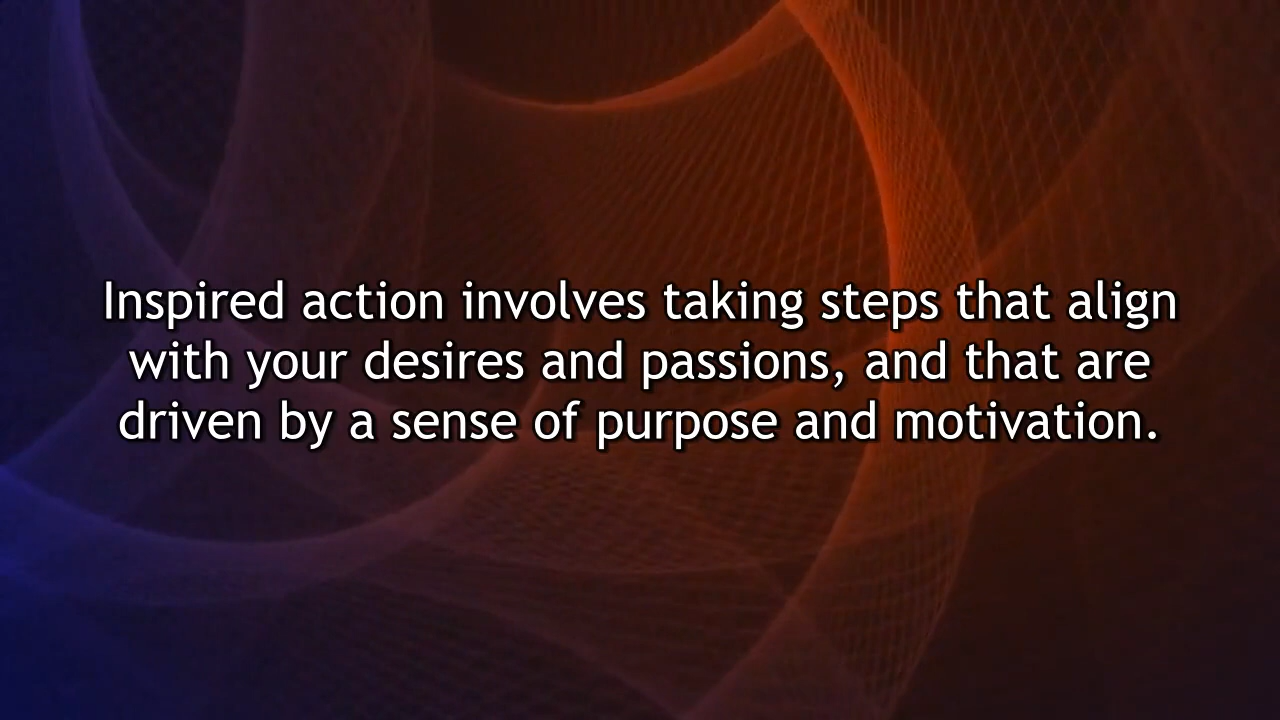 Inspired action involves taking steps that align
with your desires and passions, and that are
driven by a sense of purpose and motivation.